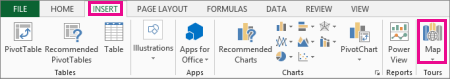 FILE HOME INSERT PAGE LAYOUT FORMULAS DATA REVIEW VIEW
PivotTable Recommended PivotTables Table Illustrations Apps for Office Recommended Charts PivotChart Power View Map
Tables Apps Charts Reports Tours